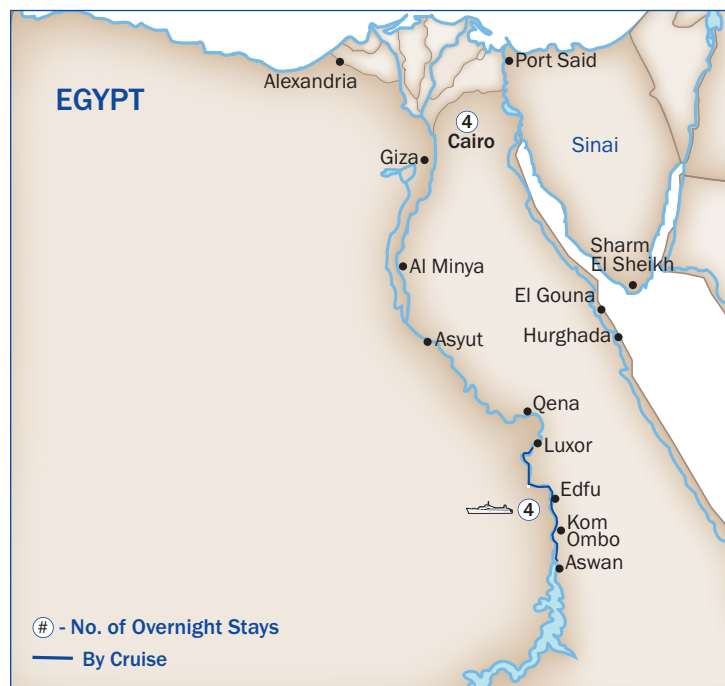 Alexandria
Port Said
EGYPT
4
Cairo
Giza
Sinai
Sharm
El Sheikh
Al Minya
El Gouna
Hurghada
Asyut
Qena
Luxor
Edfu
4
Kom
Ombo
Aswan
# - No. of Overnight Stays
By Cruise